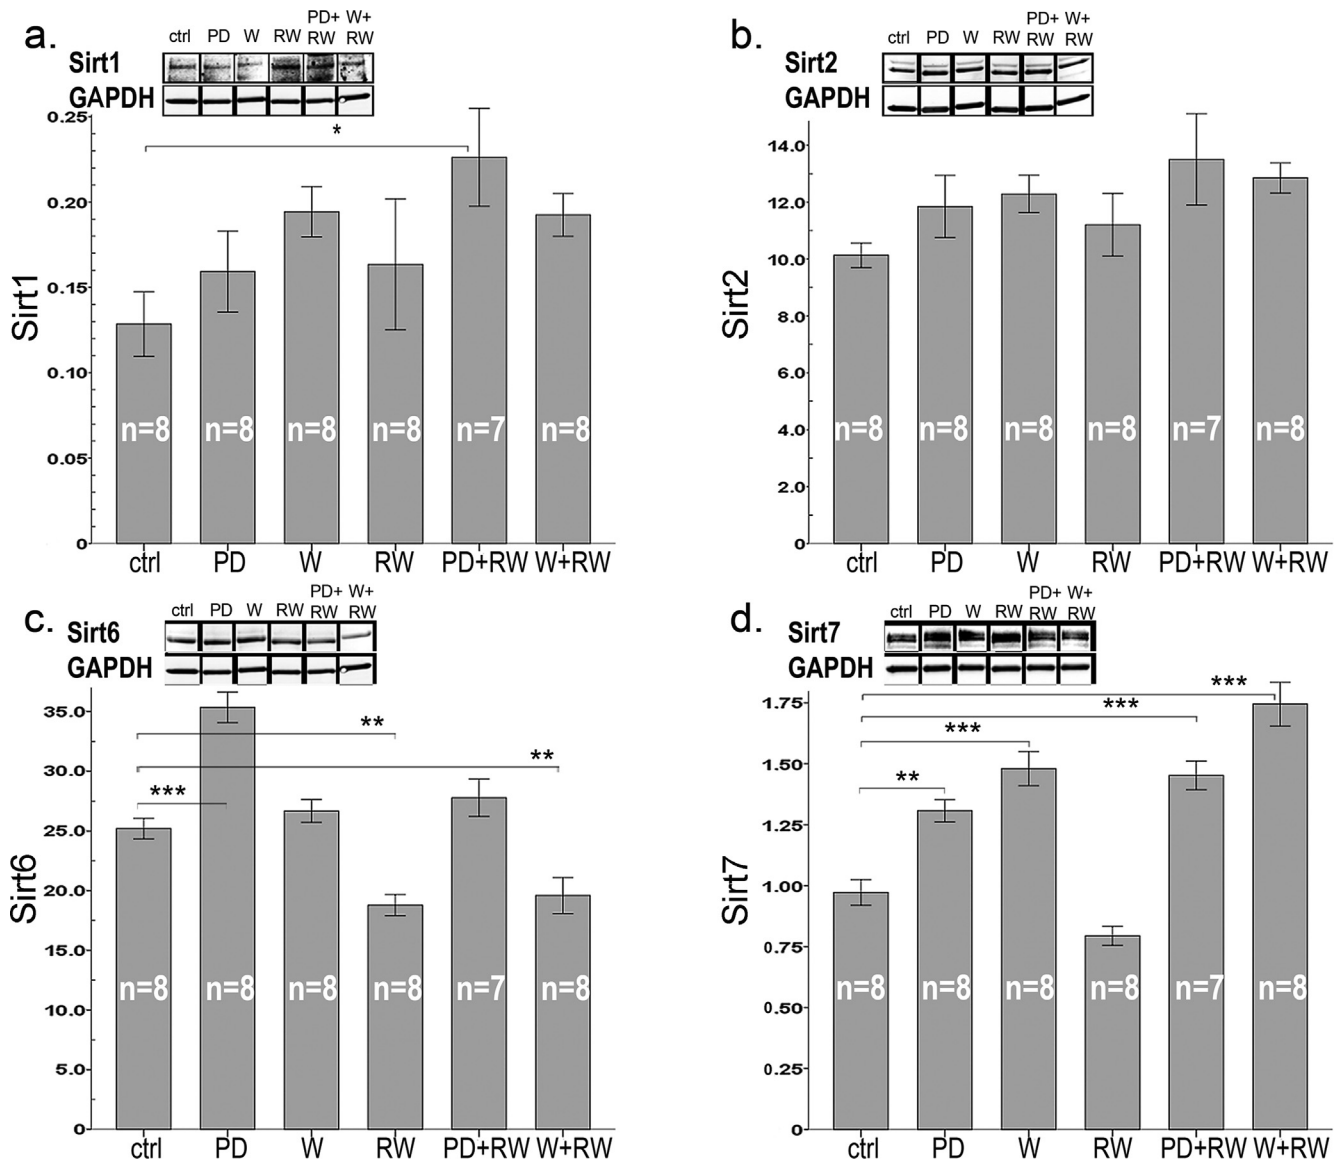 a.
ctrl PD W RW PD+ RW W+ RW
Sirt1
GAPDH
0.25
0.20
0.15
0.10
0.05
0
Sirt1
*
n=8 n=8 n=8 n=8 n=7 n=8
ctrl PD W RW PD+RW W+RW
b.
ctrl PD W RW PD+ RW W+ RW
Sirt2
GAPDH
14.0
12.0
10.0
8.0
6.0
4.0
2.0
0
Sirt2
n=8 n=8 n=8 n=8 n=7 n=8
ctrl PD W RW PD+RW W+RW
c.
ctrl PD W RW PD+ RW W+ RW
Sirt6
GAPDH
35.0
30.0
25.0
20.0
15.0
10.0
5.0
0
Sirt6
**
**
***
n=8 n=8 n=8 n=8 n=7 n=8
ctrl PD W RW PD+RW W+RW
d.
ctrl PD W RW PD+ RW W+ RW
Sirt7
GAPDH
1.75
1.50
1.25
1.00
0.75
0.50
0.25
0
Sirt7
***
***
***
**
n=8 n=8 n=8 n=8 n=7 n=8
ctrl PD W RW PD+RW W+RW